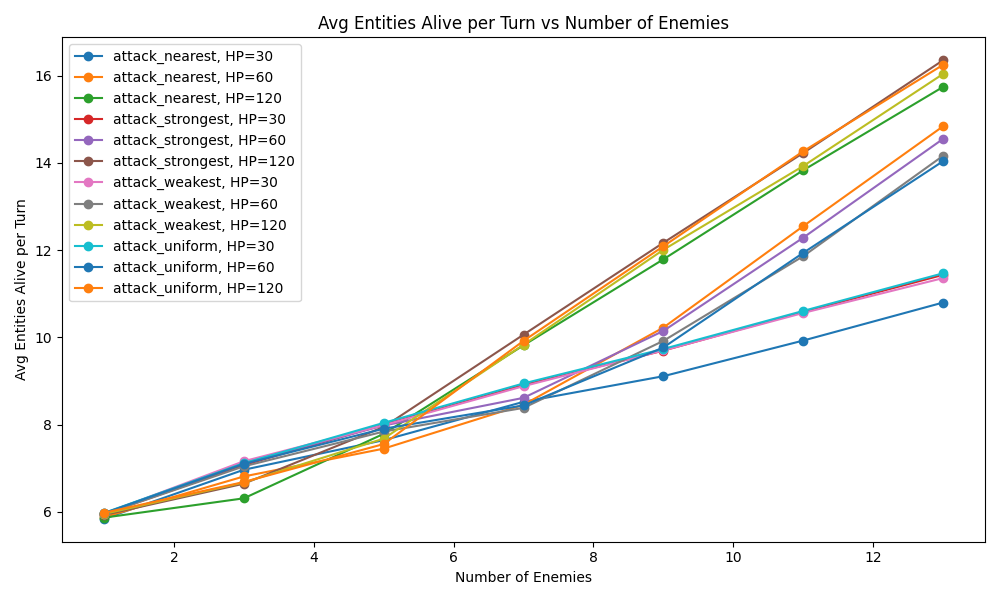 Avg Entities Alive per Turn vs Number of Enemies
attack_nearest, HP=30
attack_nearest, HP=60
attack_nearest, HP=120
attack_strongest, HP=30
attack_strongest, HP=60
attack_strongest, HP=120
attack_weakest, HP=30
attack_weakest, HP=60
attack_weakest, HP=120
attack_uniform, HP=30
attack_uniform, HP=60
attack_uniform, HP=120
Avg Entities Alive per Turn
16
14
12
10
8
6
2 4 6 8 10 12
Number of Enemies